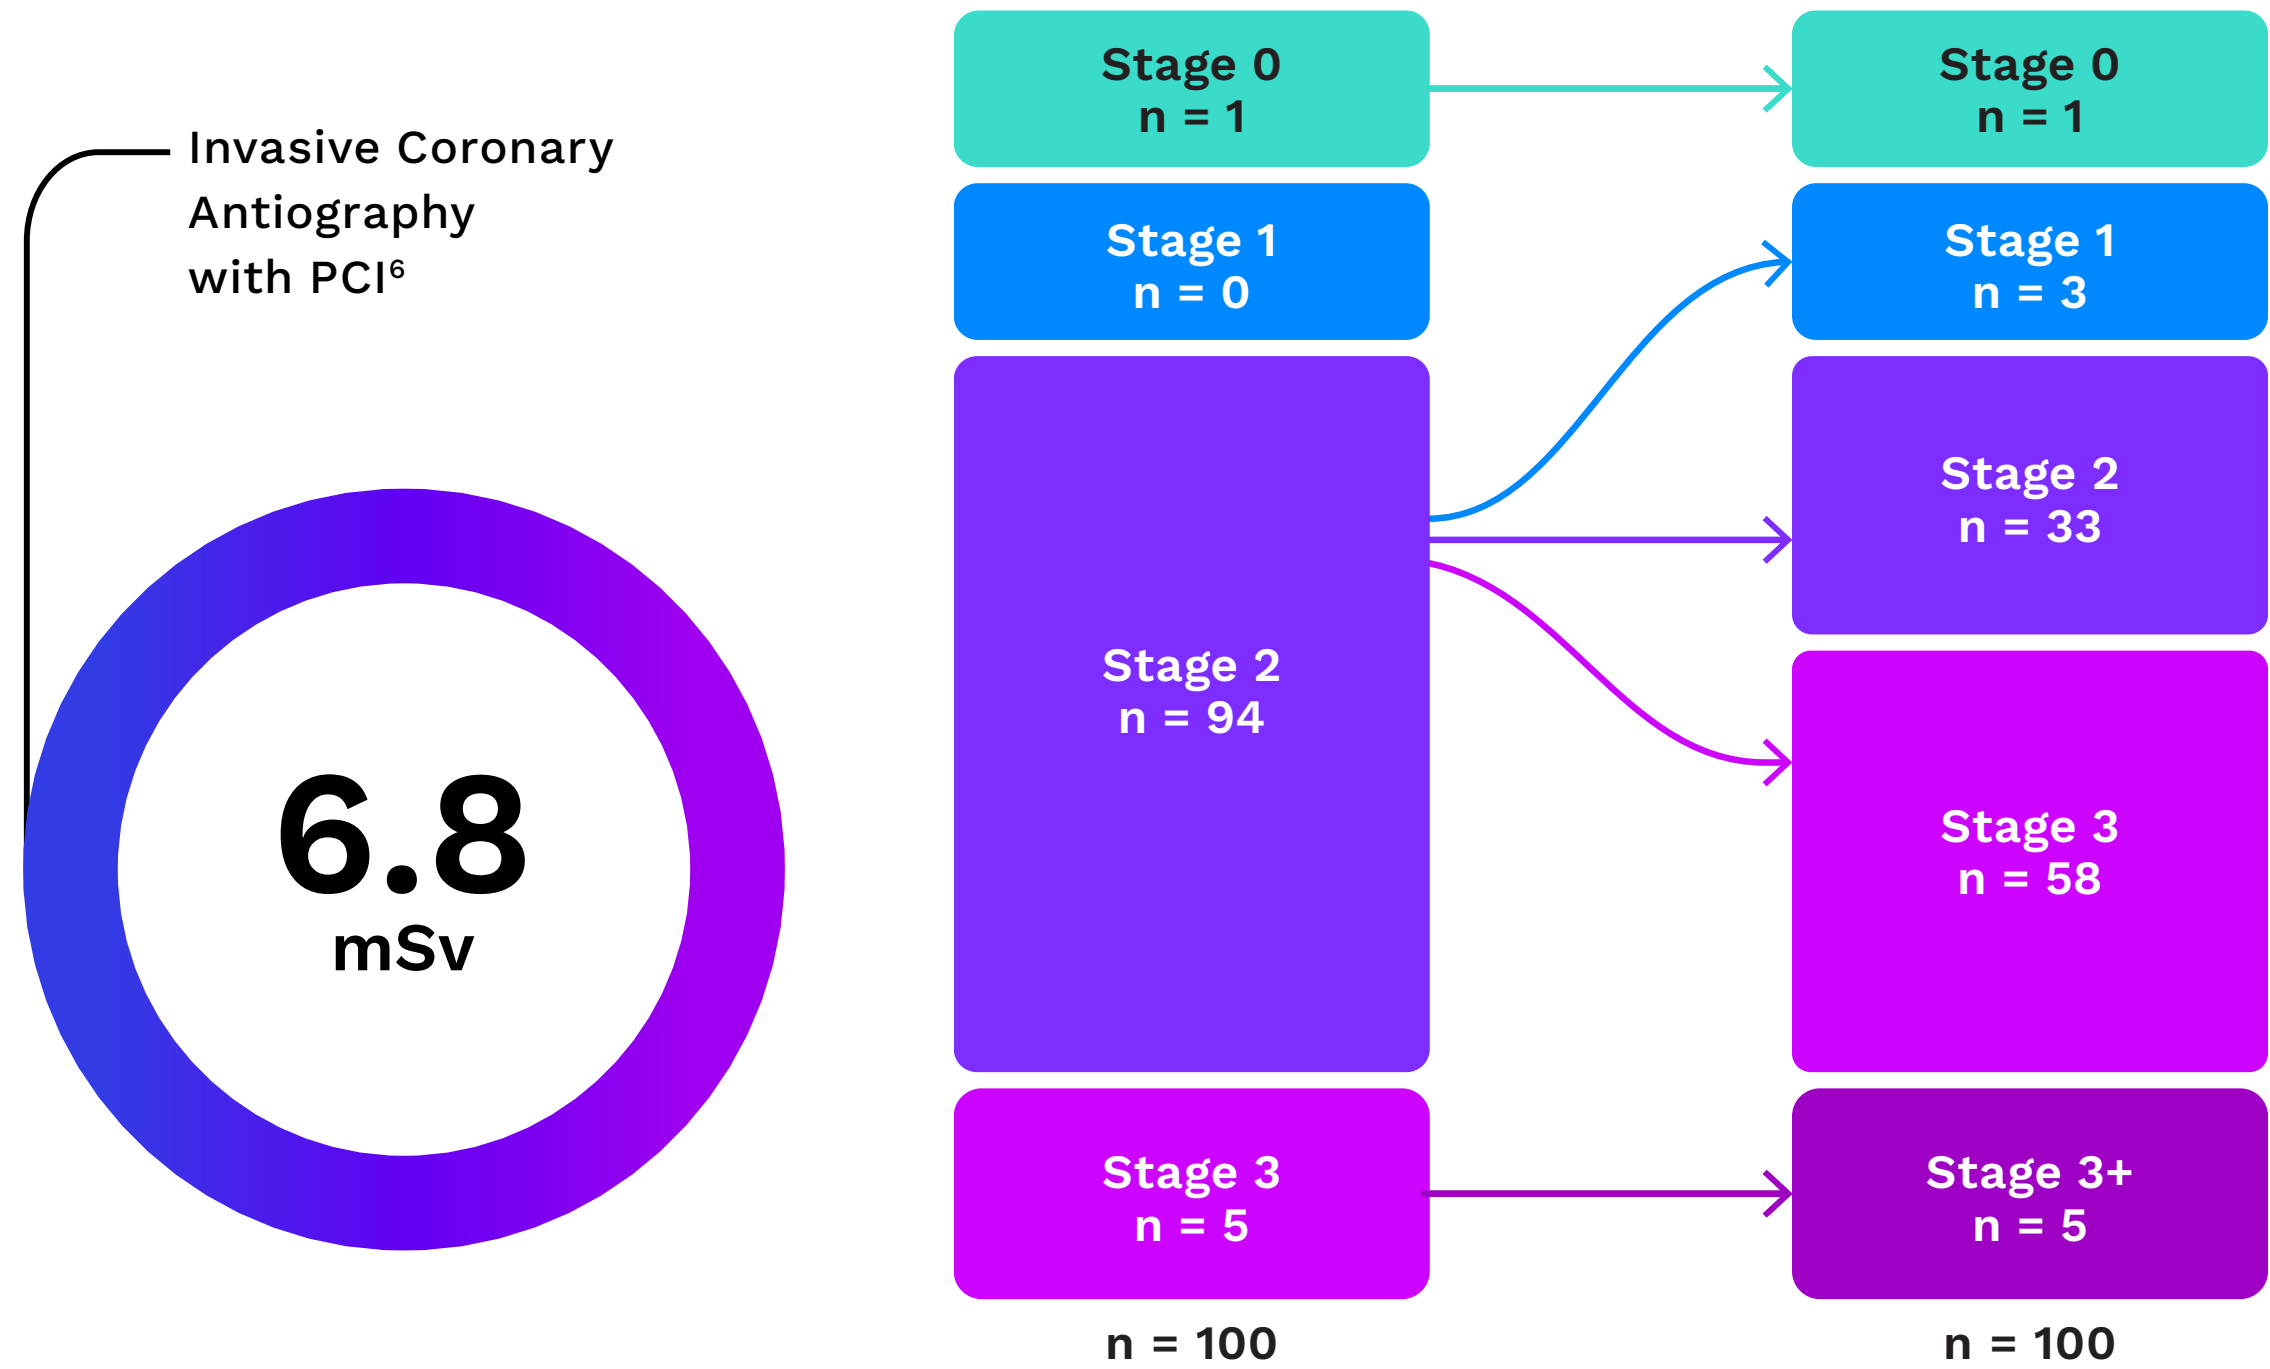 Invasive Coronary
Antiography
with PCI⁶
6.8
mSv
Stage 0
n = 1
Stage 1
n = 0
Stage 2
n = 94
Stage 3
n = 5
n = 100
Stage 0
n = 1
Stage 1
n = 3
Stage 2
n = 33
Stage 3
n = 58
Stage 3+
n = 5
n = 100